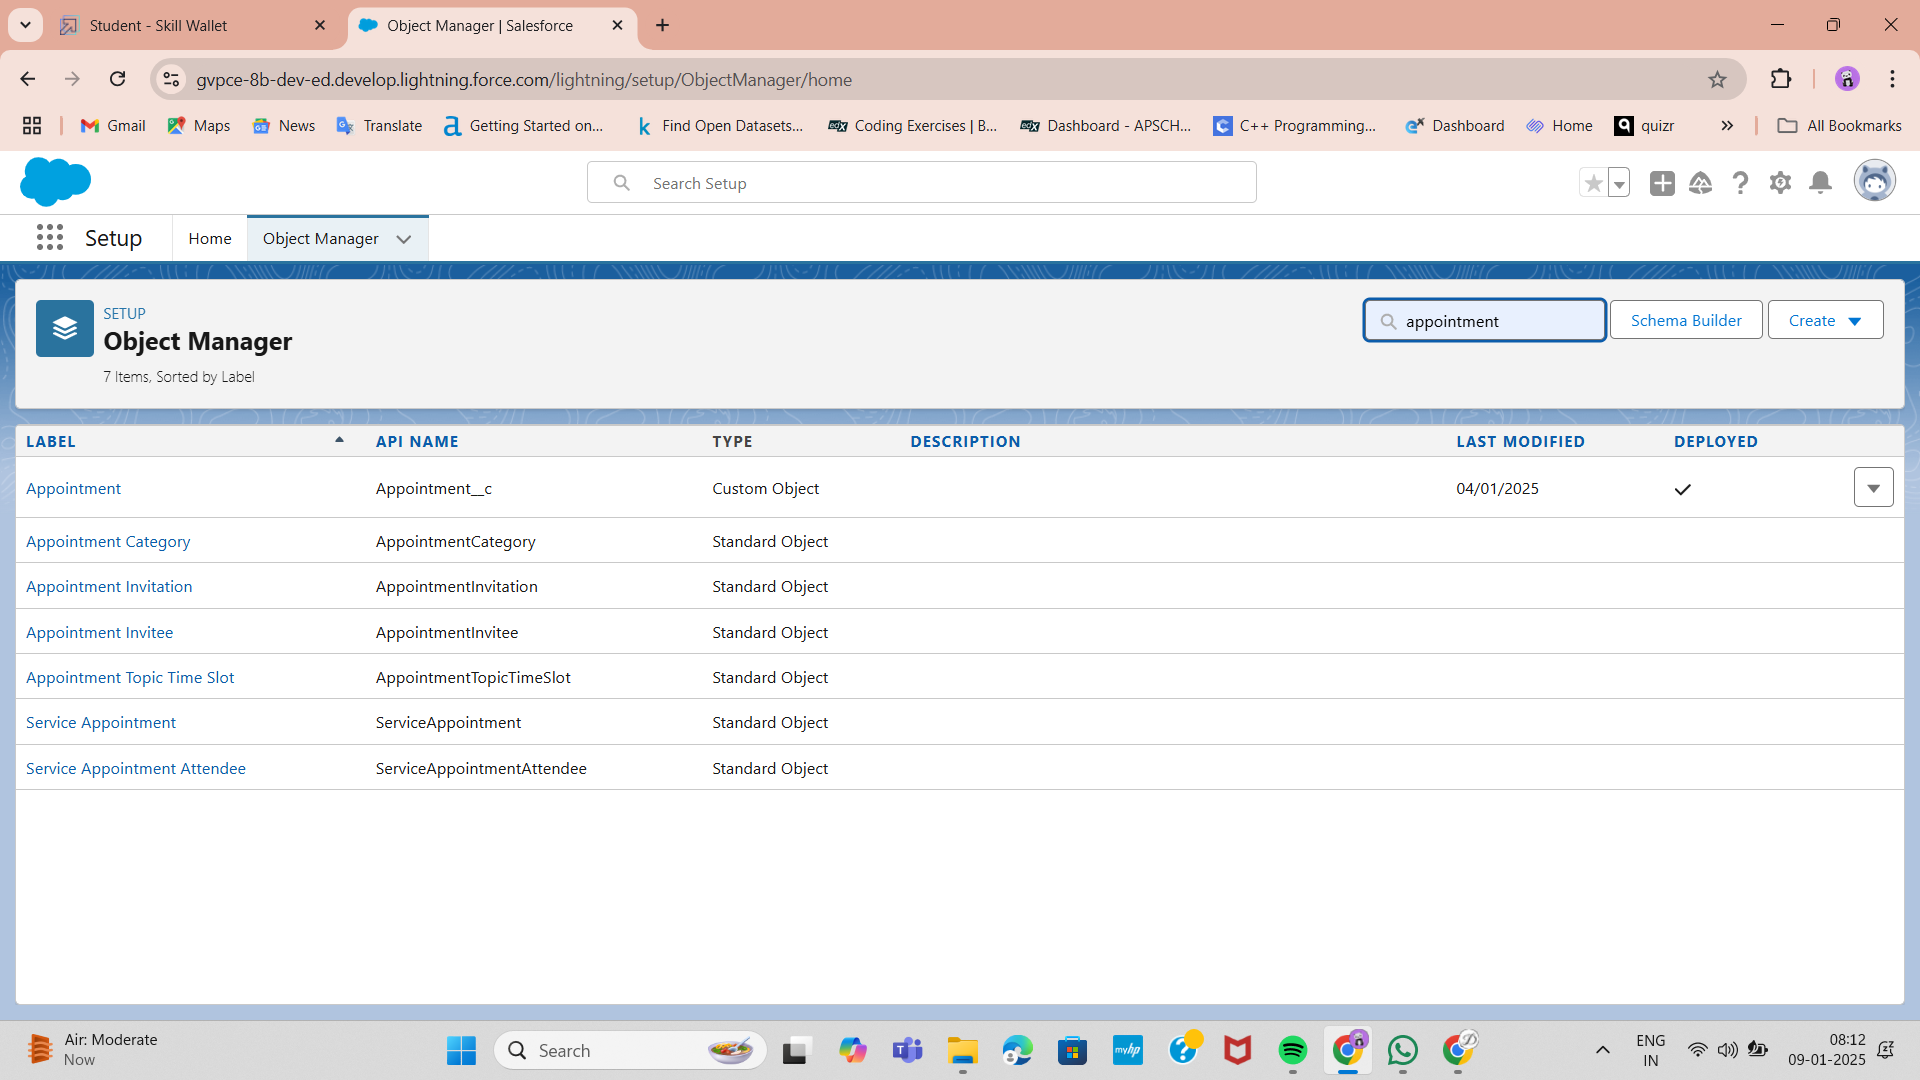 Student - Skill Wallet
Object Manager | Salesforce
gvpce-8b-dev-ed.develop.lightning.force.com/lightning/setup/ObjectManager/home
Gmail
Maps
News
Translate
Getting Started on...
Find Open Datasets...
Coding Exercises | B...
Dashboard - APSCH...
C++ Programming...
Dashboard
Home
quizr
All Bookmarks
Search Setup
Setup
Home
Object Manager
SETUP
Object Manager
7 Items, Sorted by Label
appointment
Schema Builder
Create
LABEL API NAME TYPE DESCRIPTION LAST MODIFIED DEPLOYED
Appointment Appointment__c Custom Object 04/01/2025
Appointment Category AppointmentCategory Standard Object
Appointment Invitation AppointmentInvitation Standard Object
Appointment Invitee AppointmentInvitee Standard Object
Appointment Topic Time Slot AppointmentTopicTimeSlot Standard Object
Service Appointment ServiceAppointment Standard Object
Service Appointment Attendee ServiceAppointmentAttendee Standard Object
Air: Moderate
Now
Search
myhp
ENG
IN
08:12
09-01-2025